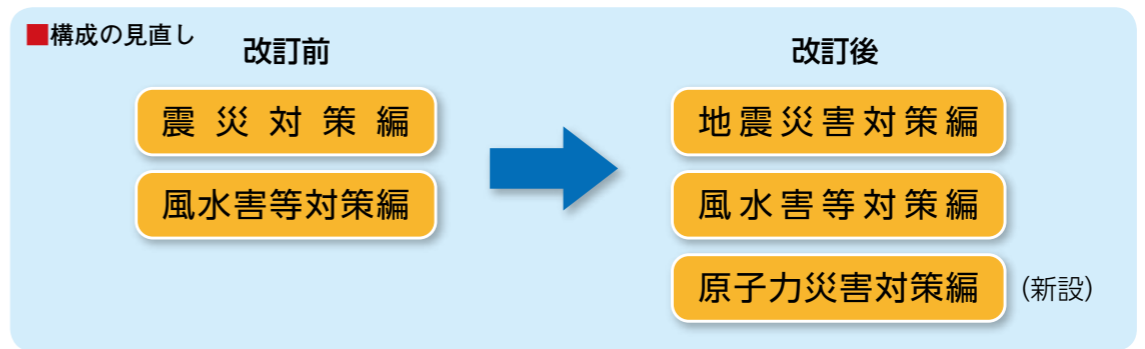 ■構成の見直し
改訂前
震災対策編
風水害等対策編
改訂後
地震災害対策編
風水害等対策編
原子力災害対策編 (新設)